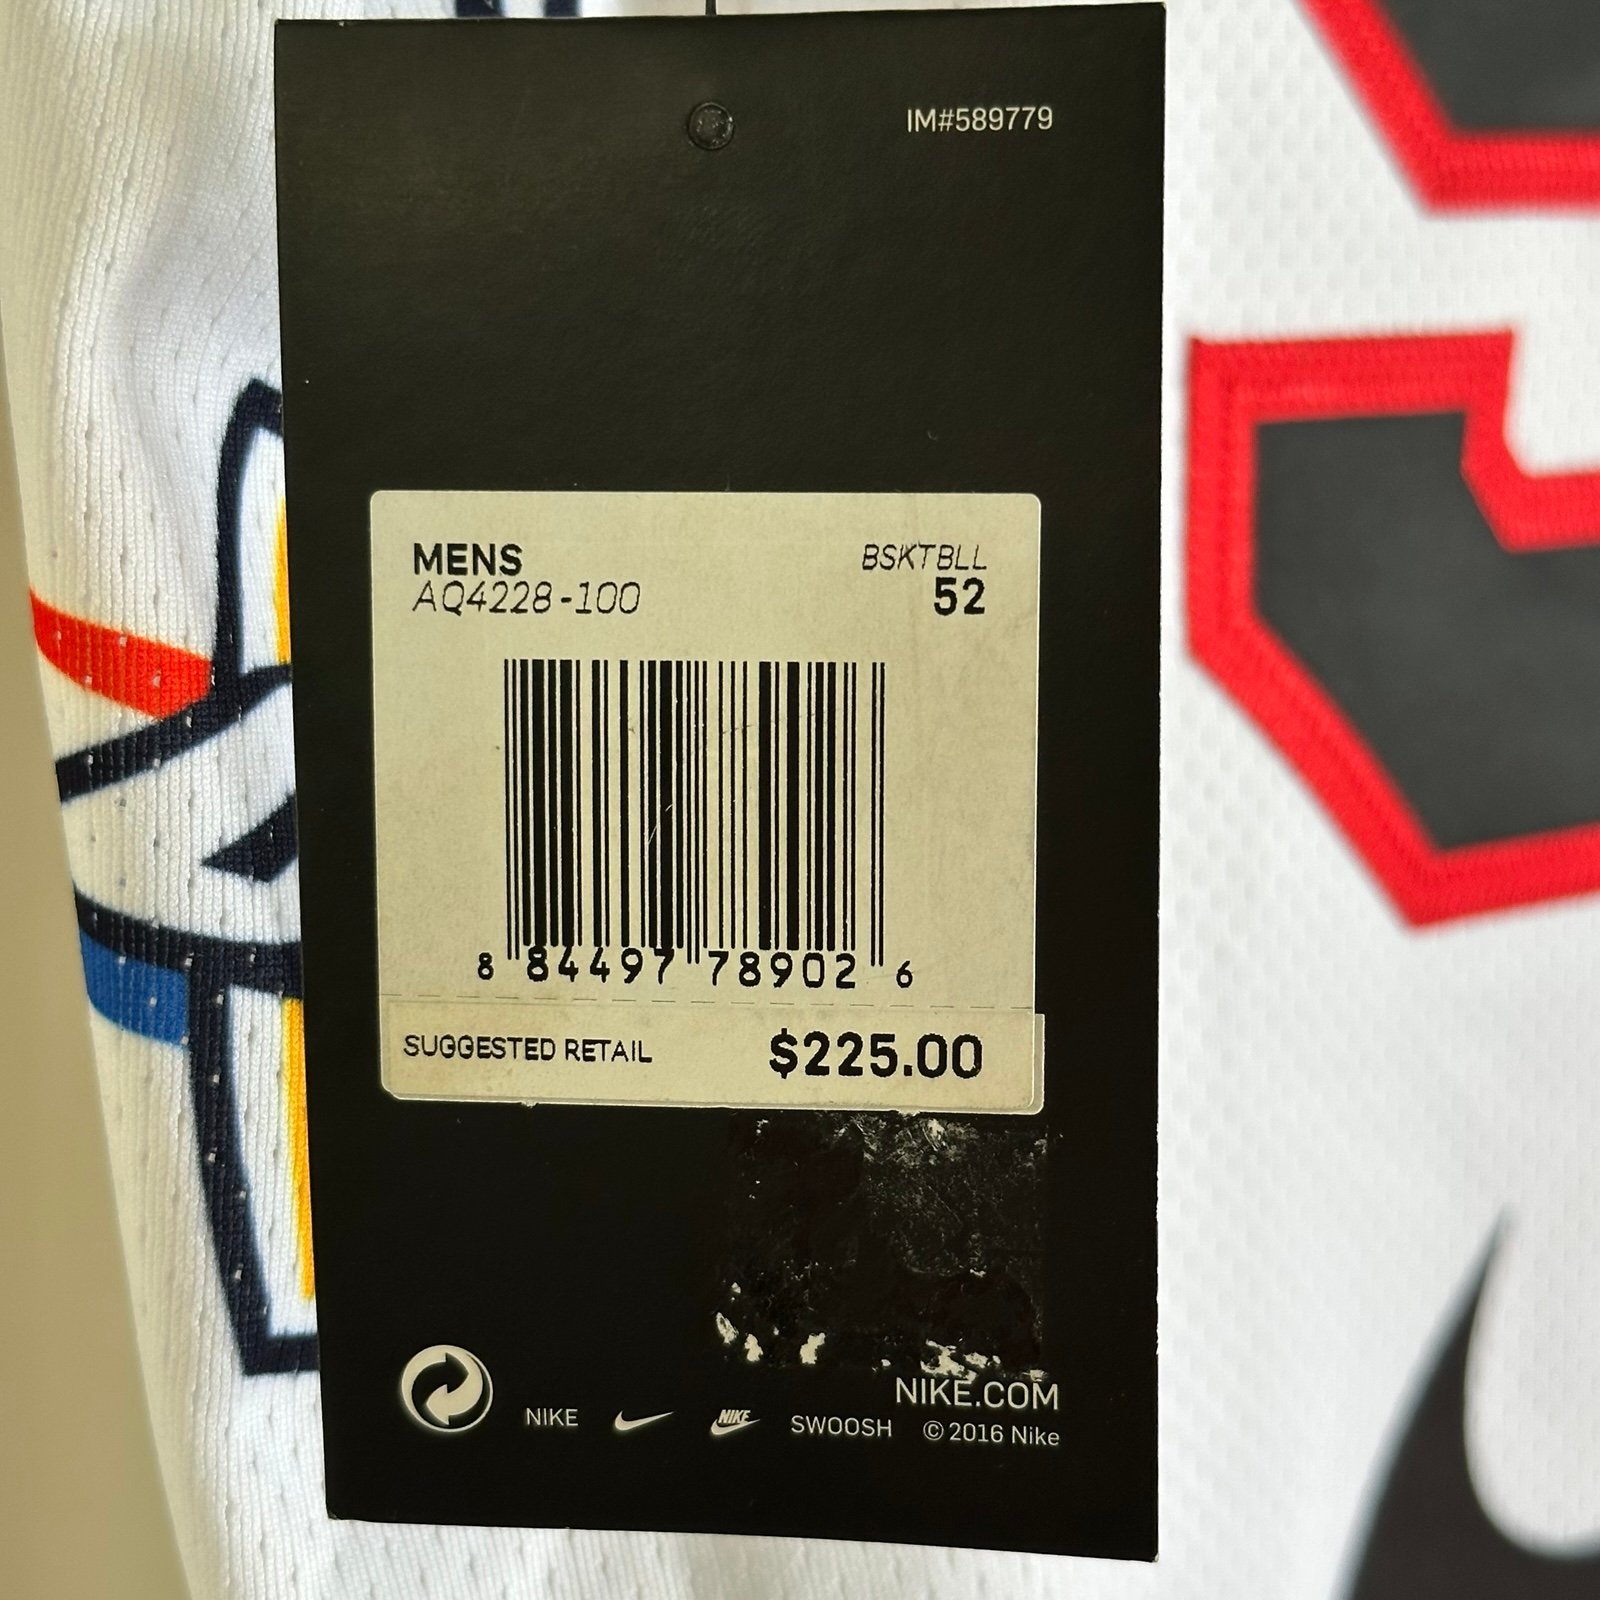 IM#589779
MENS
BSKTBLL
AQ4228-100
52
8 84497 78902 6
SUGGESTED RETAIL $225.00
NIKE.COM
NIKE NIKE SWOOSH © 2016 Nike